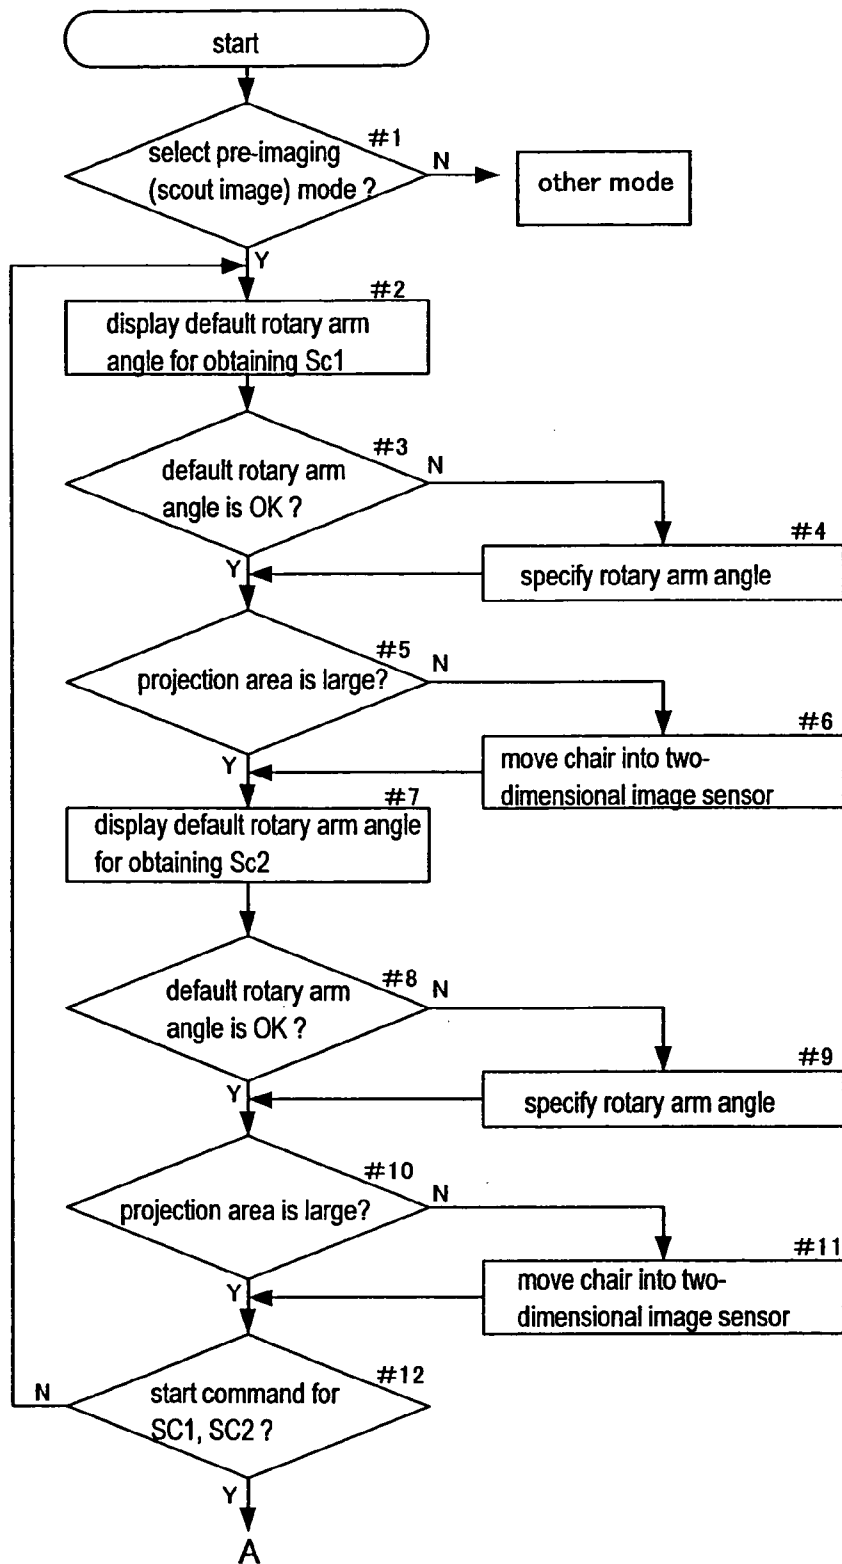 start
#1
select pre-imaging
(scout image) mode ?
N
other mode
Y
#2
display default rotary arm
angle for obtaining Sc1
#3
default rotary arm
angle is OK ?
N
#4
specify rotary arm angle
Y
#5
projection area is large?
N
#6
move chair into two-
dimensional image sensor
Y
#7
display default rotary arm angle
for obtaining Sc2
#8
default rotary arm
angle is OK ?
N
#9
specify rotary arm angle
Y
#10
projection area is large?
N
#11
move chair into two-
dimensional image sensor
Y
#12
start command for
SC1, SC2 ?
N
Y
A